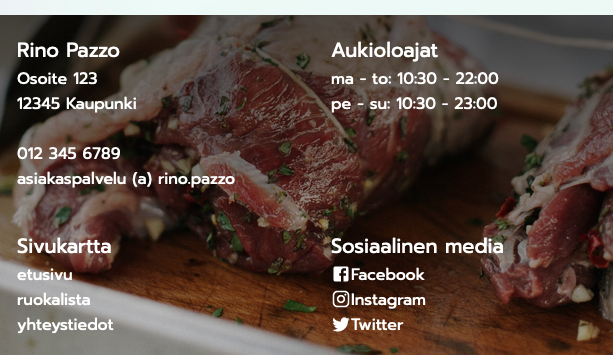 Rino Pazzo
Osoite 123
12345 Kaupunki
012 345 6789
asiakaspalvelu (a) rino.pazzo
Aukioloajat
ma - to: 10:30 - 22:00
pe - su: 10:30 - 23:00
Sivukartta
etusivu
ruokalista
yhteystiedot
Sosiaalinen media
Facebook
Instagram
Twitter